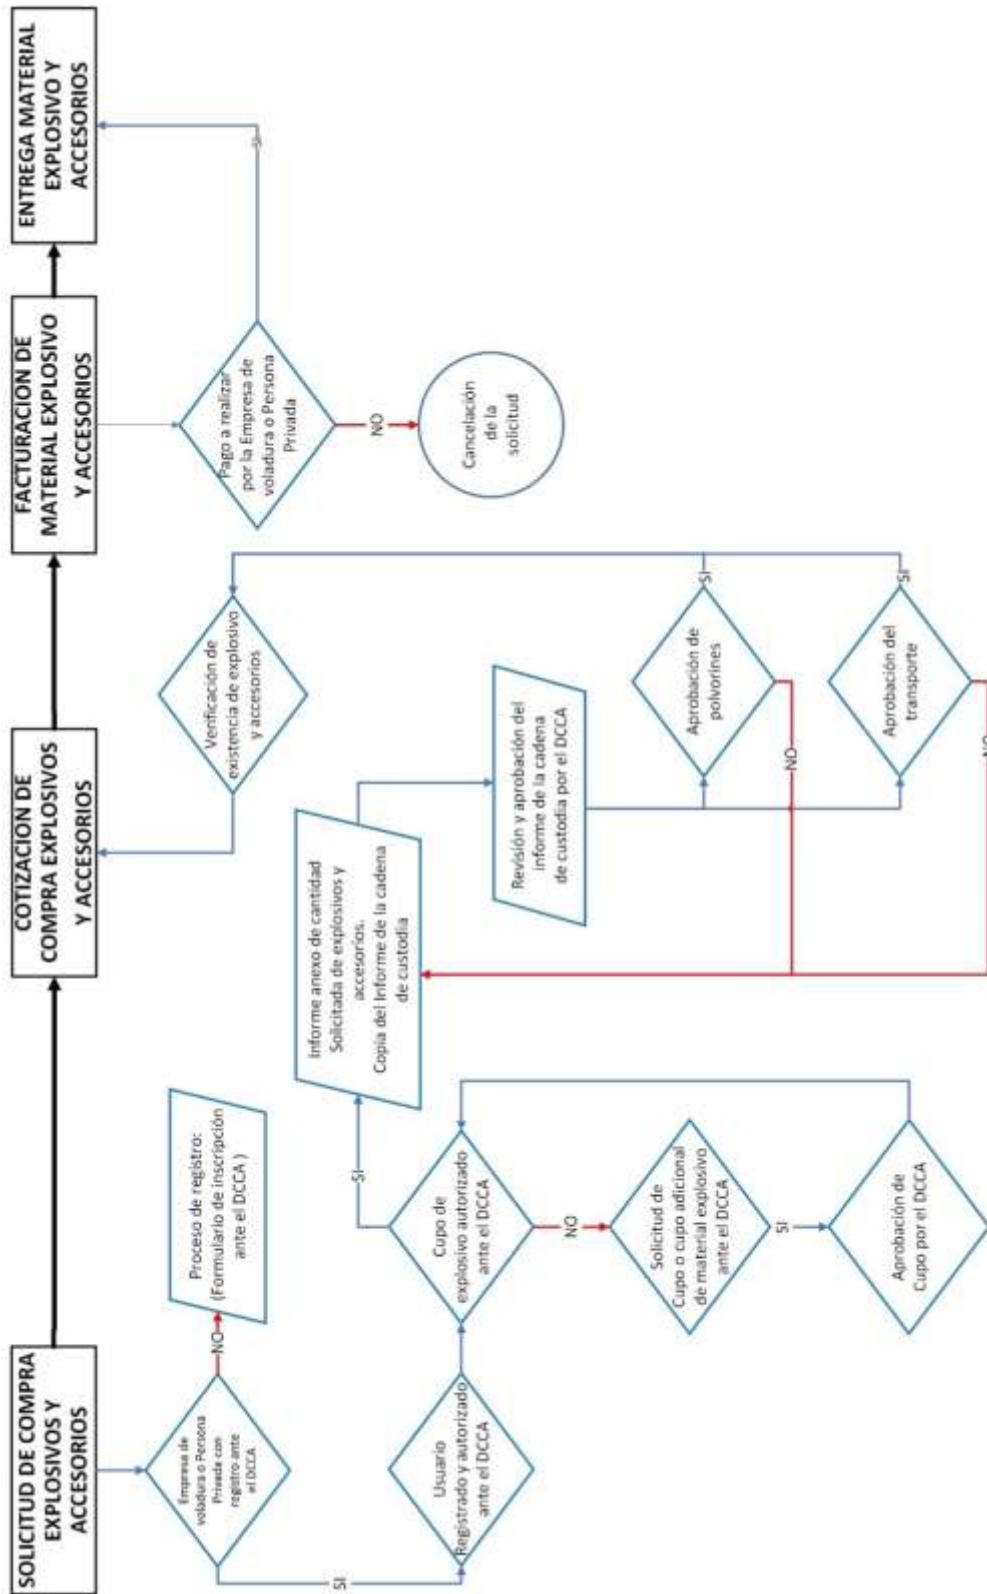 SOLICITUD DE COMPRA
EXPLOSIVOS Y
ACCESORIOS
COTIZACION DE
COMPRA EXPLOSIVOS
Y ACCESORIOS
FACTURACION DE
MATERIAL EXPLOSIVO
Y ACCESORIOS
ENTREGA MATERIAL
EXPLOSIVO Y
ACCESORIOS
Empresa de
voladura o Persona
Privada con
registro ante
el DCCA
NO
Proceso de registro:
(Formulario de inscripción
ante el DCCA )
SI
Usuario
Registrado y autorizado
ante el DCCA
Cupo de
explosivo autorizado
ante el DCCA
SI
NO
Solicitud de
Cupo o cupo adicional
de material explosivo
ante el DCCA
SI
Aprobación de
Cupo por el DCCA
Informe anexo de cantidad
Solicitada de explosivos y
accesorios.
Copia del Informe de la cadena
de custodia
Revisión y aprobación del
informe de la cadena
de custodia por el DCCA
Aprobación de
polvorines
SI
NO
Aprobación del
transporte
SI
NO
Verificación de
existencia de explosivo
y accesorios
Pago a realizar
por la Empresa de
voladura o Persona
Privada
SI
NO
Cancelación
de la
solicitud